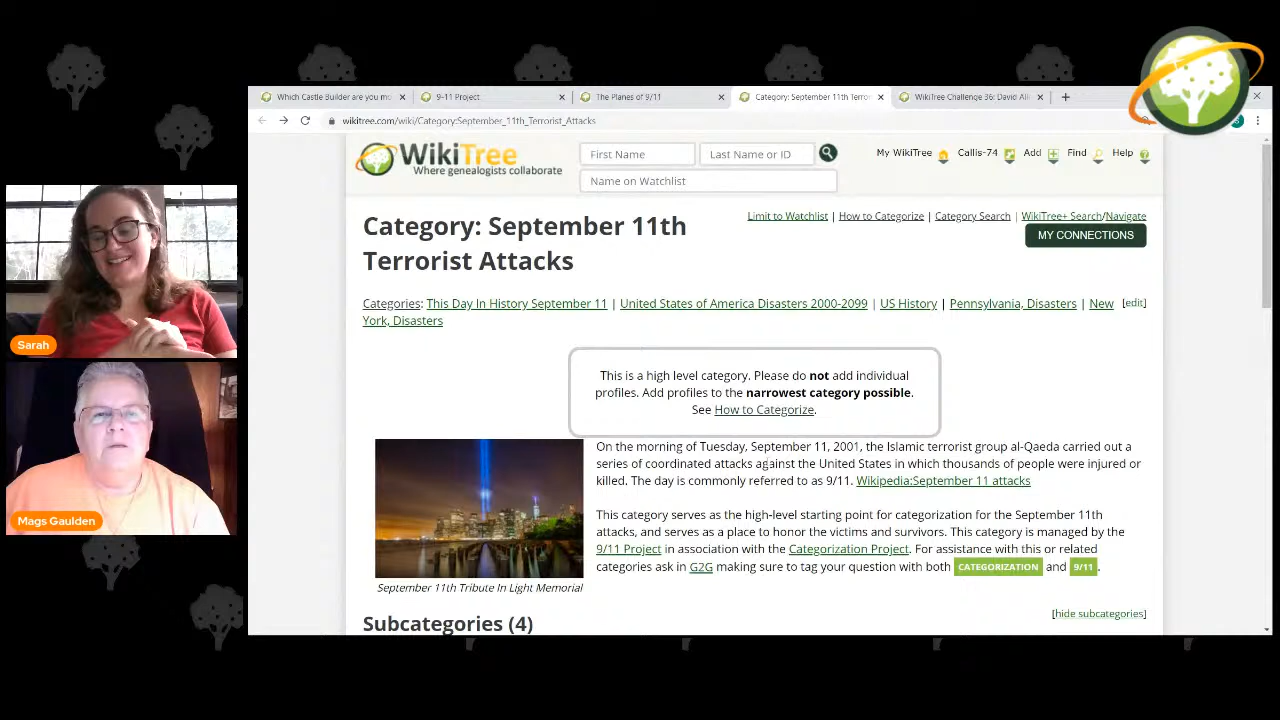 Which Castle Builder are you mo
9-11 Project
The Planes of 9/11
Category: September 11th Terror
WikiTree Challenge 36: David All
wikitree.com/wiki/Category:September_11th_Terrorist_Attacks
WikiTree
Where genealogists collaborate
First Name
Last Name or ID
Name on Watchlist
My WikiTree
Callis-74
Add
Find
Help
Limit to Watchlist | How to Categorize | Category Search | WikiTree+ Search/Navigate
MY CONNECTIONS
Category: September 11th
Terrorist Attacks
Categories: This Day In History September 11 | United States of America Disasters 2000-2099 | US History | Pennsylvania, Disasters | New
York, Disasters
[edit]
This is a high level category. Please do not add individual
profiles. Add profiles to the narrowest category possible.
See How to Categorize.
On the morning of Tuesday, September 11, 2001, the Islamic terrorist group al-Qaeda carried out a
series of coordinated attacks against the United States in which thousands of people were injured or
killed. The day is commonly referred to as 9/11. Wikipedia:September 11 attacks
This category serves as the high-level starting point for categorization for the September 11th
attacks, and serves as a place to honor the victims and survivors. This category is managed by the
9/11 Project in association with the Categorization Project. For assistance with this or related
categories ask in G2G making sure to tag your question with both CATEGORIZATION and 9/11.
September 11th Tribute In Light Memorial
[hide subcategories]
Subcategories (4)
Sarah
Mags Gaulden